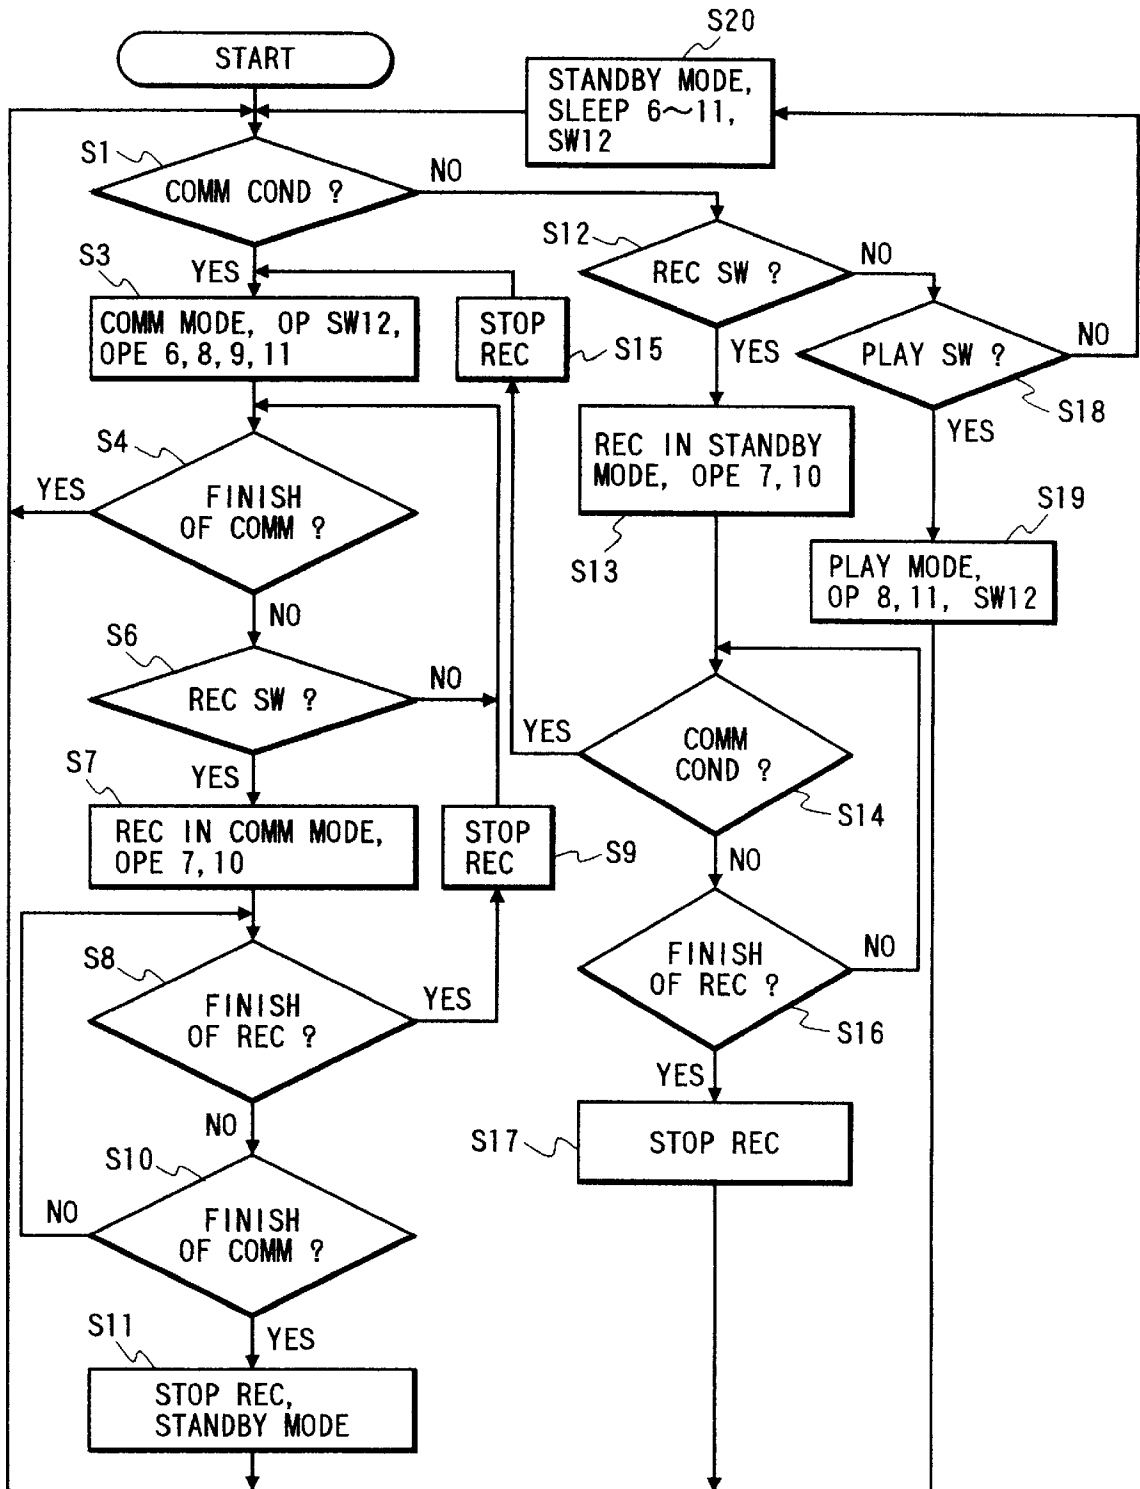 S20
START
STANDBY MODE,
SLEEP 6~11,
SW12
S1
COMM COND ?
NO
S12
REC SW ?
NO
S3
YES
COMM MODE, OP SW12,
OPE 6, 8, 9, 11
STOP
REC
S15
YES
PLAY SW ?
NO
S18
YES
S4
YES
FINISH
OF COMM ?
NO
REC IN STANDBY
MODE, OPE 7, 10
S13
S19
PLAY MODE,
OP 8, 11, SW12
S6
REC SW ?
NO
YES
COMM
COND ?
S14
NO
S7
YES
REC IN COMM MODE,
OPE 7, 10
STOP
REC
S9
S8
FINISH
OF REC ?
YES
NO
FINISH
OF REC ?
NO
S16
YES
S17
STOP REC
S10
NO
FINISH
OF COMM ?
S11
YES
STOP REC,
STANDBY MODE